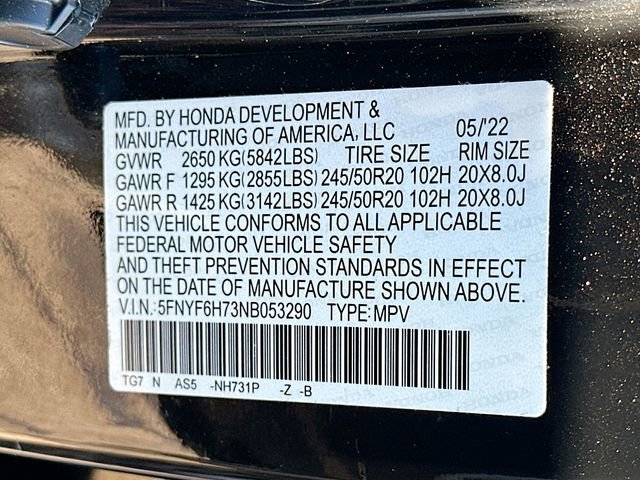 MFD. BY HONDA DEVELOPMENT &
MANUFACTURING OF AMERICA, LLC 05/'22
GVWR 2650 KG(5842LBS) TIRE SIZE RIM SIZE
GAWR F 1295 KG(2855LBS) 245/50R20 102H 20X8.0J
GAWR R 1425 KG(3142LBS) 245/50R20 102H 20X8.0J
THIS VEHICLE CONFORMS TO ALL APPLICABLE
FEDERAL MOTOR VEHICLE SAFETY
AND THEFT PREVENTION STANDARDS IN EFFECT
ON THE DATE OF MANUFACTURE SHOWN ABOVE.
V.I.N.:5FNYF6H73NB053290 TYPE:MPV
TG7 N AS5 -NH731P -Z -B